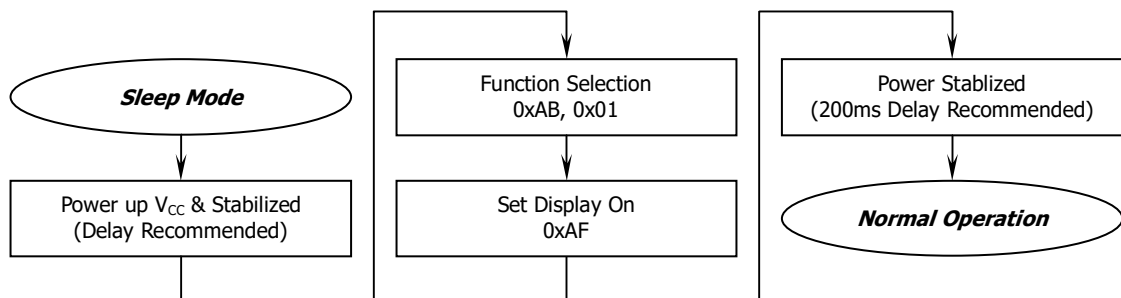 Sleep Mode
Power up VCC & Stabilized
(Delay Recommended)
Function Selection
0xAB, 0x01
Set Display On
0xAF
Power Stablized
(200ms Delay Recommended)
Normal Operation